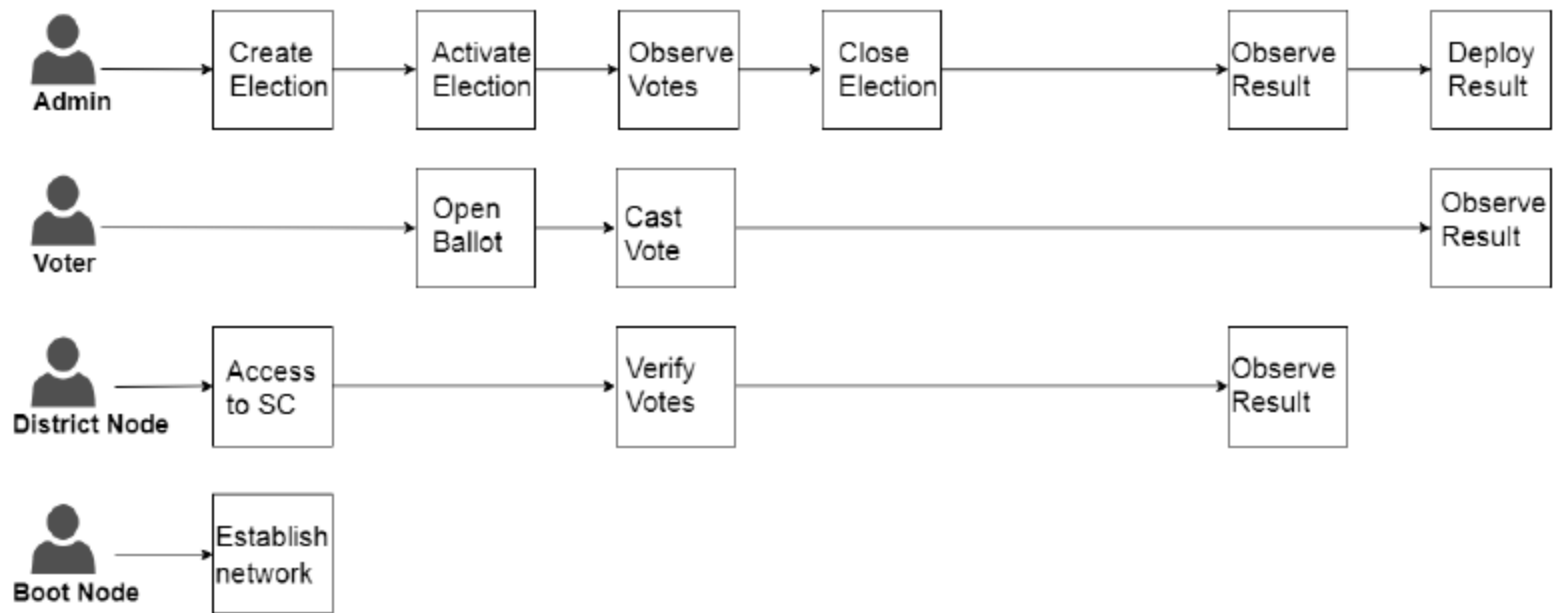 Create
Election
Activate
Election
Observe
Votes
Close
Election
Observe
Result
Deploy
Result
Admin
Open
Ballot
Cast
Vote
Observe
Result
Voter
Access
to SC
Verify
Votes
Observe
Result
District Node
Establish
network
Boot Node